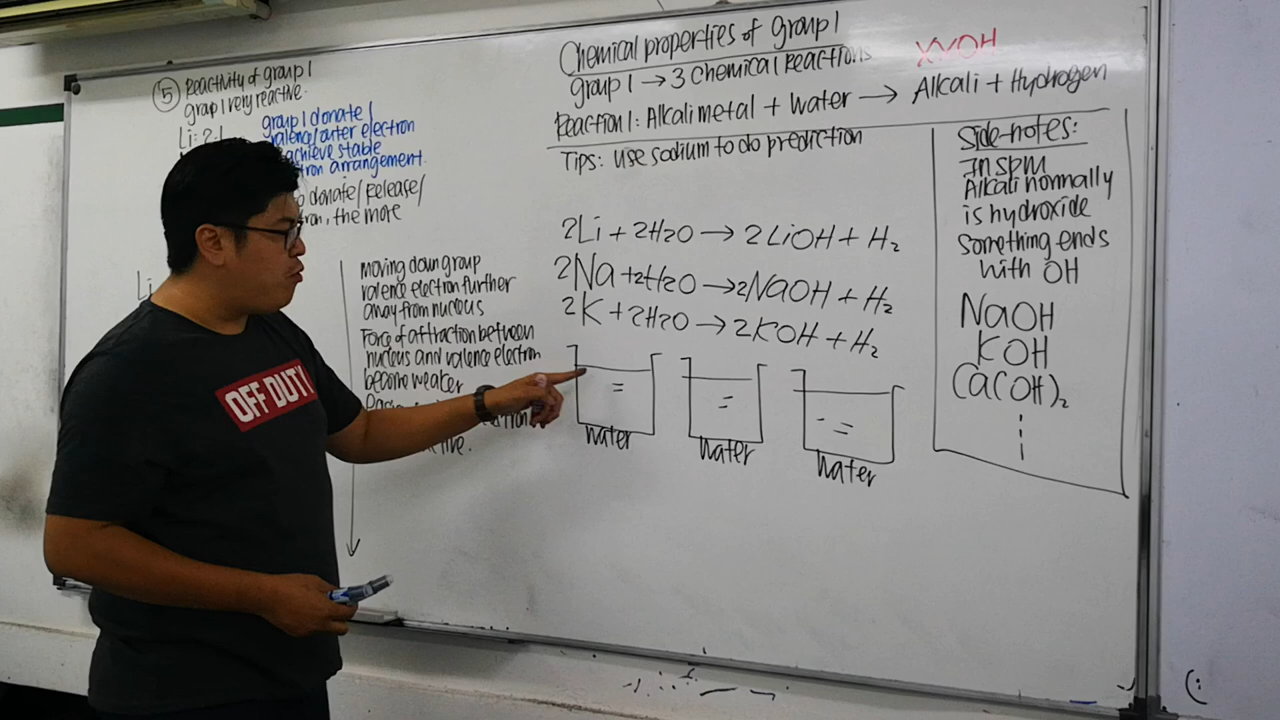 5 Reactivity of group 1
group 1 very reactive.
Li: 2.1
group 1 donate/
valence/outer electron
achieve stable
arrangement.
donate/release/
, the more
Li
moving down group
valence electron further
away from nucleus
Force of attraction between
nucleus and valence electron
become weaker
OFF DUTY
Chemical properties of group 1
group 1 → 3 Chemical Reactions
XYOH
Reaction 1: Alkali metal + Water → Alkali + Hydrogen
Tips: use sodium to do prediction
2Li + 2H2O → 2LiOH + H₂
2Na + 2H2O → 2NaOH + H₂
2K + 2H2O → 2KOH + H₂
water
water
water
Side-notes:
In spm
Alkali normally
is hydroxide
something ends
with OH
NaOH
KOH
Ca(OH)₂